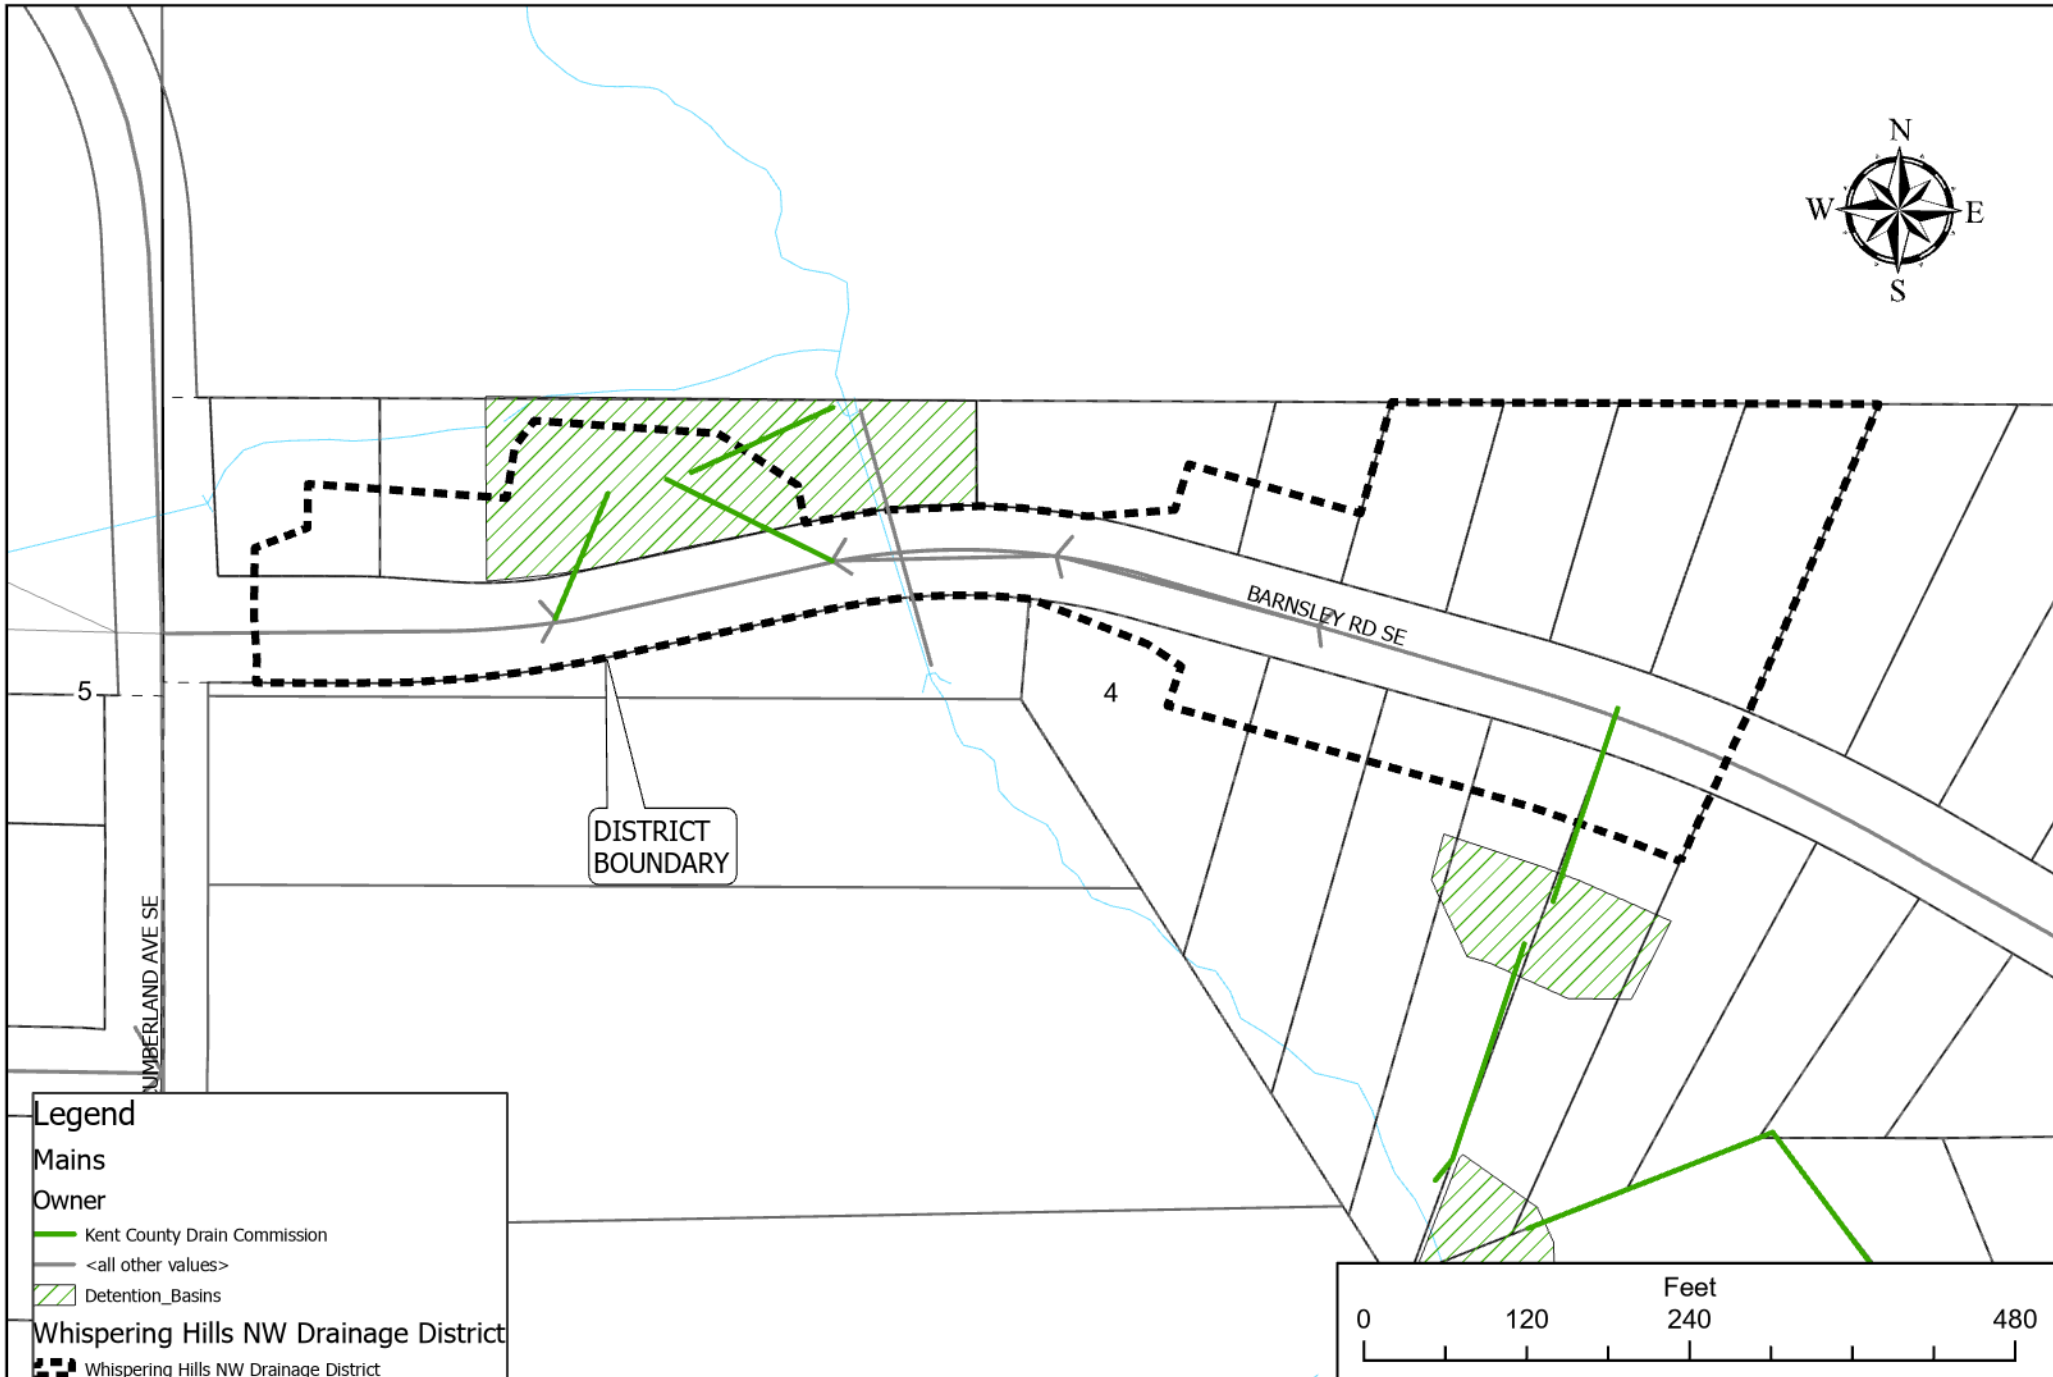 N
W
E
S
BARNSLEY RD SE
5
4
DISTRICT
BOUNDARY
UMBERLAND AVE SE
Legend
Mains
Owner
Kent County Drain Commission
<all other values>
Detention_Basins
Whispering Hills NW Drainage District
Whispering Hills NW Drainage District
Feet
0 120 240 480